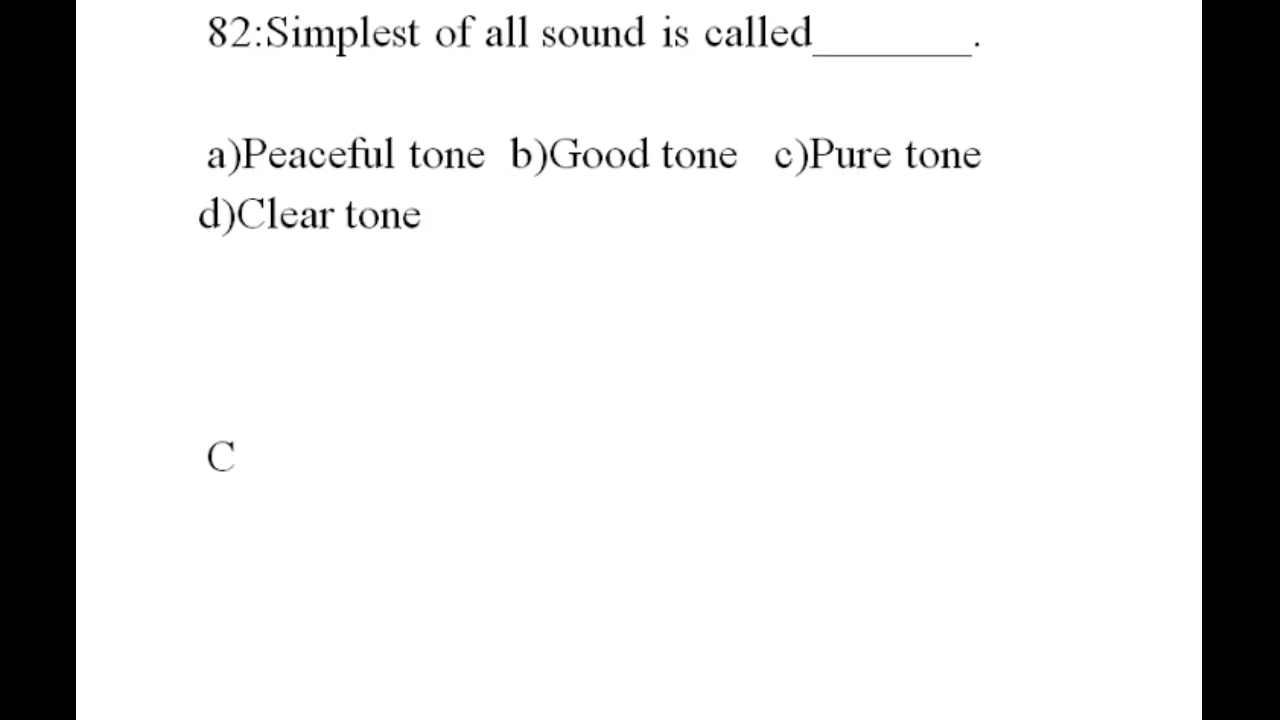 82:Simplest of all sound is called________.
a)Peaceful tone b)Good tone c)Pure tone
d)Clear tone
C